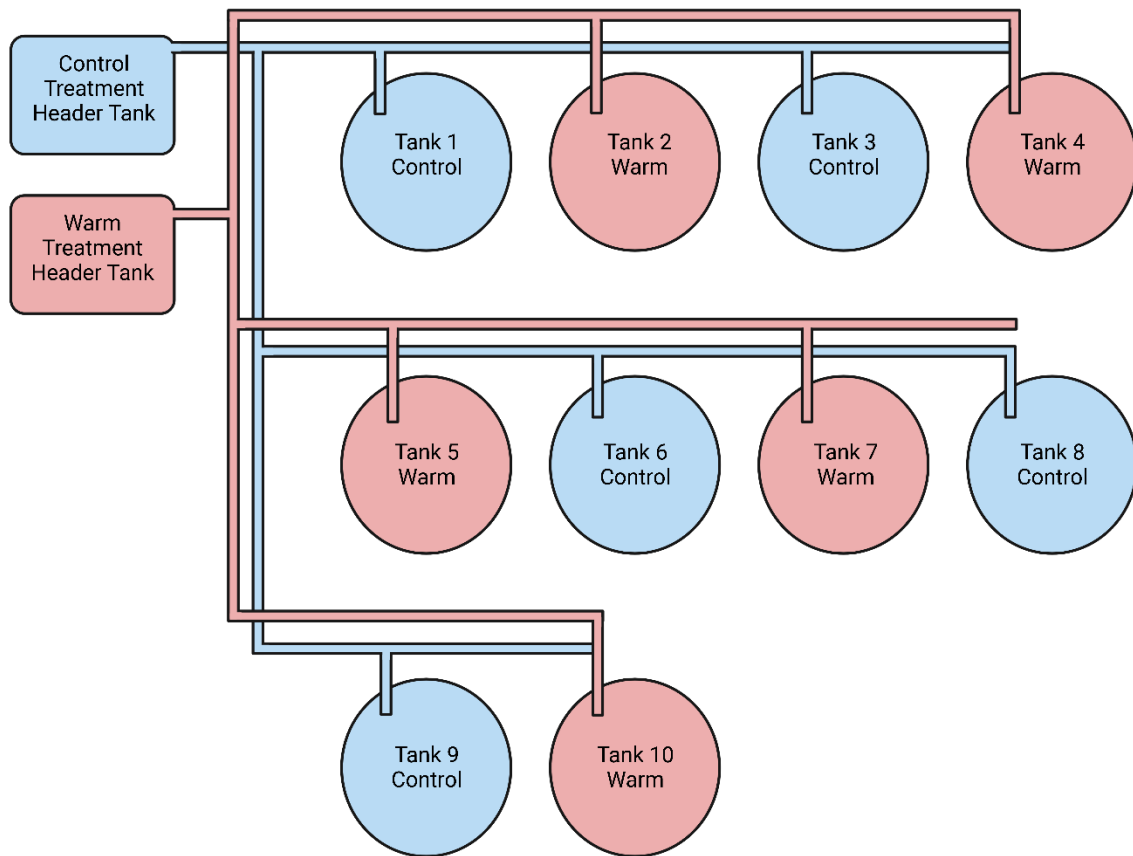 Control
Treatment
Header Tank
Tank 1
Control
Tank 2
Warm
Tank 3
Control
Tank 4
Warm
Warm
Treatment
Header Tank
Tank 5
Warm
Tank 6
Control
Tank 7
Warm
Tank 8
Control
Tank 9
Control
Tank 10
Warm